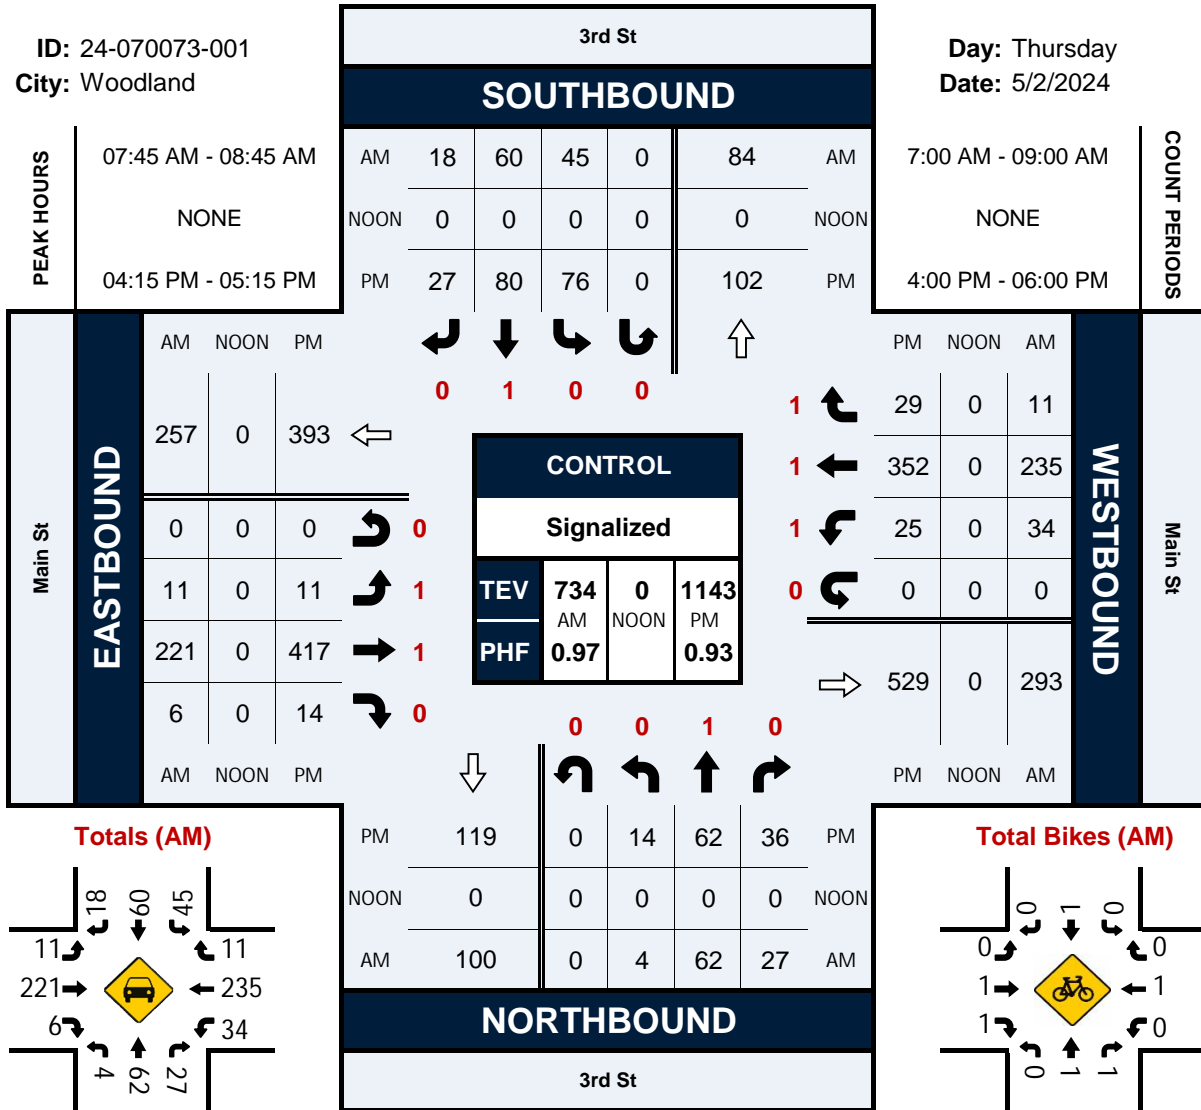 3rd St
ID: 24-070073-001
City: Woodland
Day: Thursday
Date: 5/2/2024
SOUTHBOUND
PEAK HOURS
07:45 AM - 08:45 AM
NONE
04:15 PM - 05:15 PM
AM 18 60 45 0 84 AM
NOON 0 0 0 0 0 NOON
PM 27 80 76 0 102 PM
7:00 AM - 09:00 AM
NONE
4:00 PM - 06:00 PM
COUNT PERIODS
0 1 0 0
Main St
EASTBOUND
AM NOON PM
257 0 393
0 0 0 0
11 0 11 1
221 0 417 1
6 0 14 0
AM NOON PM
CONTROL
Signalized
TEV 734 0 1143
AM NOON PM
PHF 0.97 0.93
PM NOON AM
1 29 0 11
1 352 0 235
1 25 0 34
0 0 0 0
529 0 293
PM NOON AM
WESTBOUND
Main St
0 0 1 0
PM 119 0 14 62 36 PM
NOON 0 0 0 0 0 NOON
AM 100 0 4 62 27 AM
NORTHBOUND
3rd St
Totals (AM)
18 60 45
11 11
221 235
6 34
4 62 27
Total Bikes (AM)
0 1 0
0 0
1 1
1 0
0 1 1